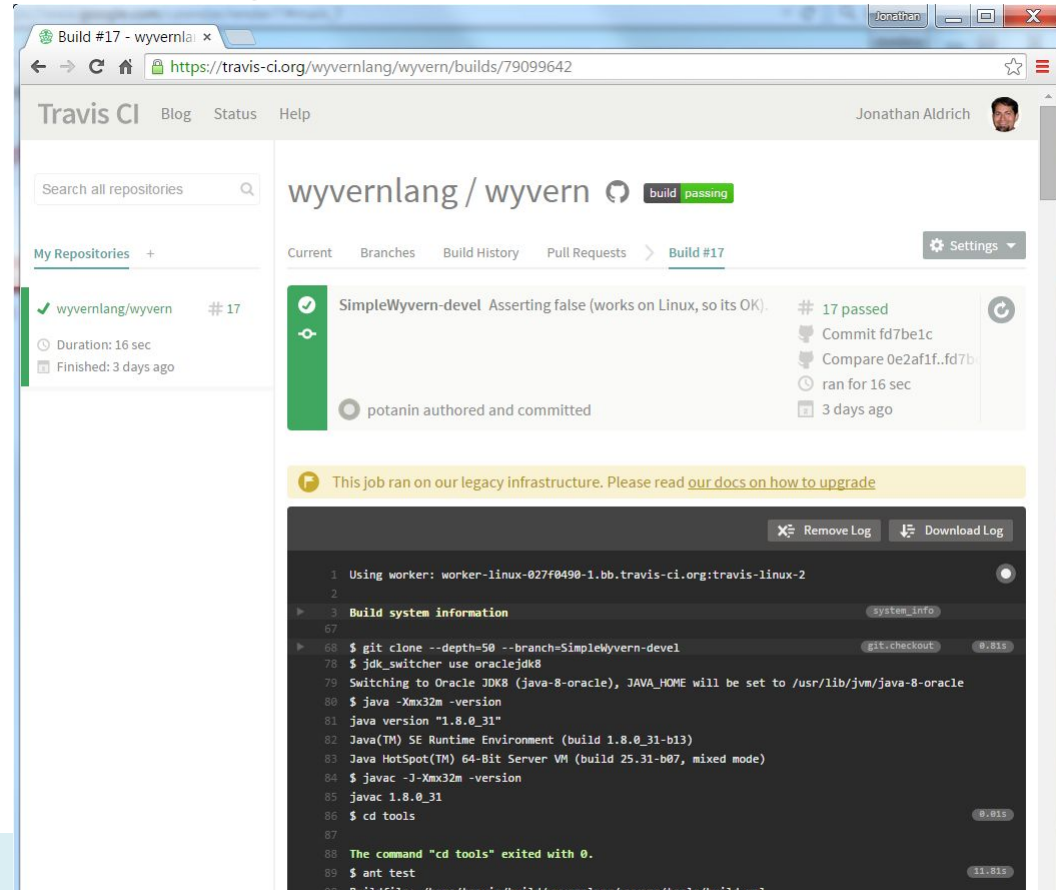 Jonathan
Build #17 - wyvernla
https://travis-ci.org/wyvernlang/wyvern/builds/79099642
Travis CI Blog Status Help Jonathan Aldrich
Search all repositories
wyvernlang / wyvern build passing
My Repositories +
Current Branches Build History Pull Requests Build #17 Settings
wyvernlang/wyvern # 17
Duration: 16 sec
Finished: 3 days ago
SimpleWyvern-devel Asserting false (works on Linux, so its OK).
# 17 passed
Commit fd7be1c
Compare 0e2af1f..fd7b
ran for 16 sec
potanin authored and committed
3 days ago
This job ran on our legacy infrastructure. Please read our docs on how to upgrade
Remove Log Download Log
1 Using worker: worker-linux-027f0490-1.bb.travis-ci.org:travis-linux-2
2
3 Build system information system_info
67
68 $ git clone --depth=50 --branch=SimpleWyvern-devel git.checkout 0.81s
78 $ jdk_switcher use oraclejdk8
79 Switching to Oracle JDK8 (java-8-oracle), JAVA_HOME will be set to /usr/lib/jvm/java-8-oracle
80 $ java -Xmx32m -version
81 java version "1.8.0_31"
82 Java(TM) SE Runtime Environment (build 1.8.0_31-b13)
83 Java HotSpot(TM) 64-Bit Server VM (build 25.31-b07, mixed mode)
84 $ javac -J-Xmx32m -version
85 javac 1.8.0_31
86 $ cd tools 0.01s
87
88 The command "cd tools" exited with 0.
89 $ ant test 11.81s